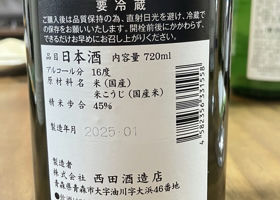 要冷蔵
ご購入後は品質保持の為、直射日光を避け、冷蔵で
の保存をお願いいたします。開栓前後にかかわらず、
できるだけお早めにお召し上がりください。
品目 日本酒 内容量 720ml
アルコール分 16度
原材料名 米(国産)
米こうじ(国産米)
精米歩合 45%
製造年月 2025-01
製造者
株式会社 西田酒造店
青森県青森市大字油川字大浜46番地
4582356331558